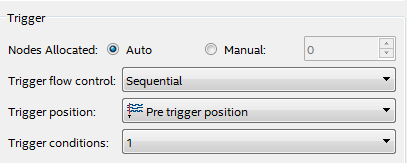 Trigger
Nodes Allocated: Auto Manual: 0
Trigger flow control: Sequential
Trigger position: Pre trigger position
Trigger conditions: 1